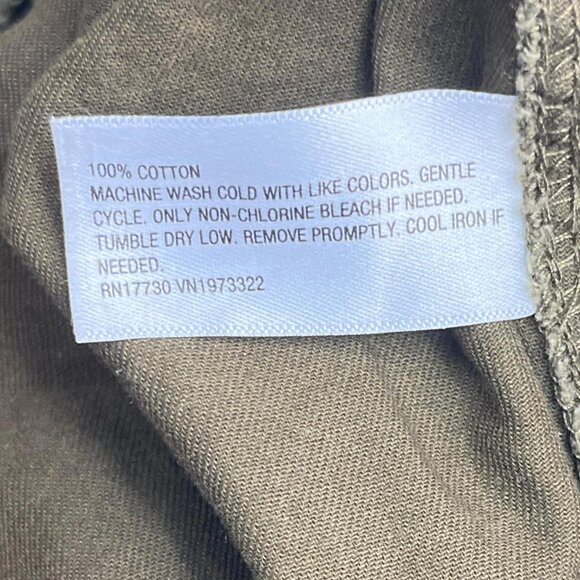 100% COTTON
MACHINE WASH COLD WITH LIKE COLORS. GENTLE
CYCLE. ONLY NON-CHLORINE BLEACH IF NEEDED.
TUMBLE DRY LOW. REMOVE PROMPTLY. COOL IRON IF
NEEDED.
RN17730 VN1973322